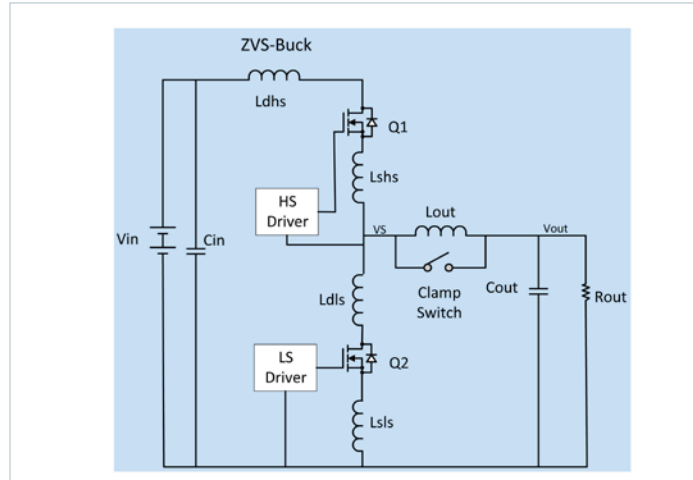 ZVS-Buck
Ldhs
Q1
Lshs
HS
Driver
Lout
VS
Vout
Vin
Cin
Clamp
Switch
Cout
Rout
Ldls
LS
Driver
Q2
Lsls